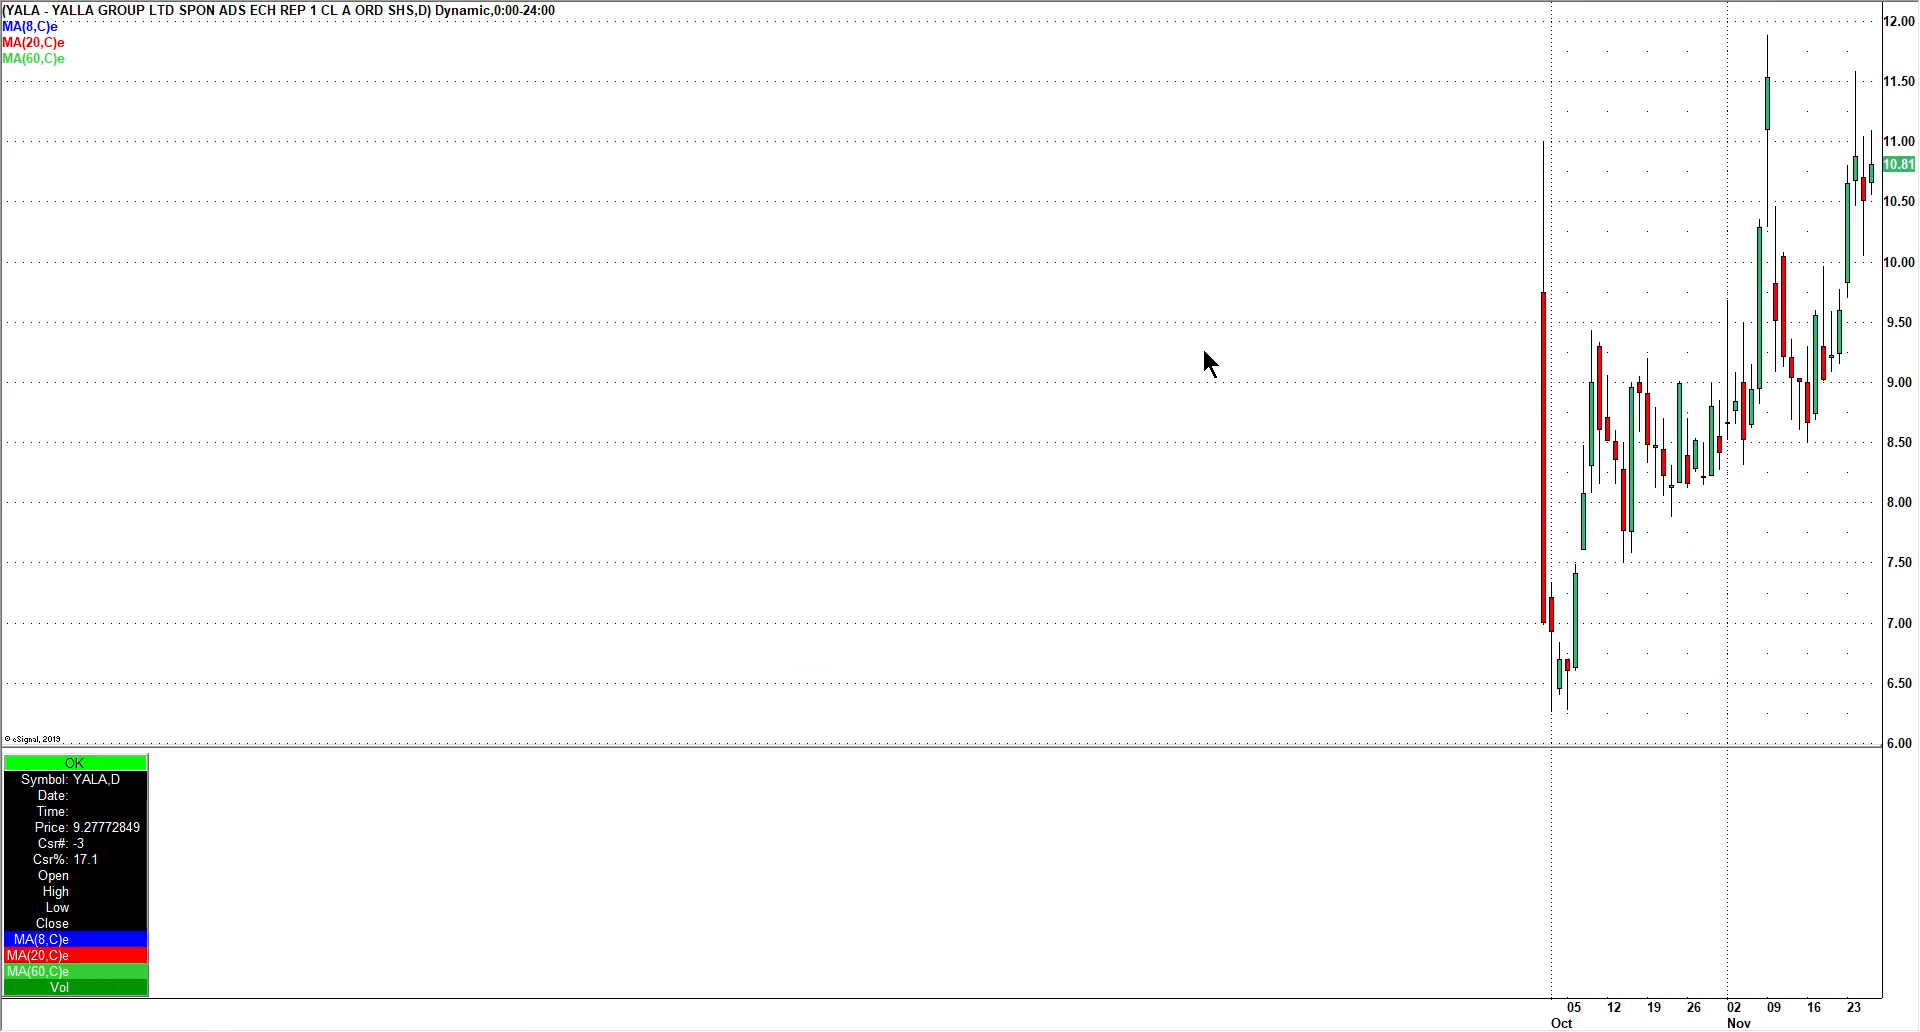 (YALA - YALLA GROUP LTD SPON ADS ECH REP 1 CL A ORD SHS,D) Dynamic,0:00-24:00
MA(8,C)e
MA(20,C)e
MA(60,C)e
12.00
11.50
11.00
10.81
10.50
10.00
9.50
9.00
8.50
8.00
7.50
7.00
6.50
6.00
© eSignal, 2019
OK
Symbol: YALA,D
Date:
Time:
Price: 9.27772849
Csr#: -3
Csr%: 17.1
Open
High
Low
Close
MA(8,C)e
MA(20,C)e
MA(60,C)e
Vol
05 12 19 26 02 09 16 23
Oct Nov